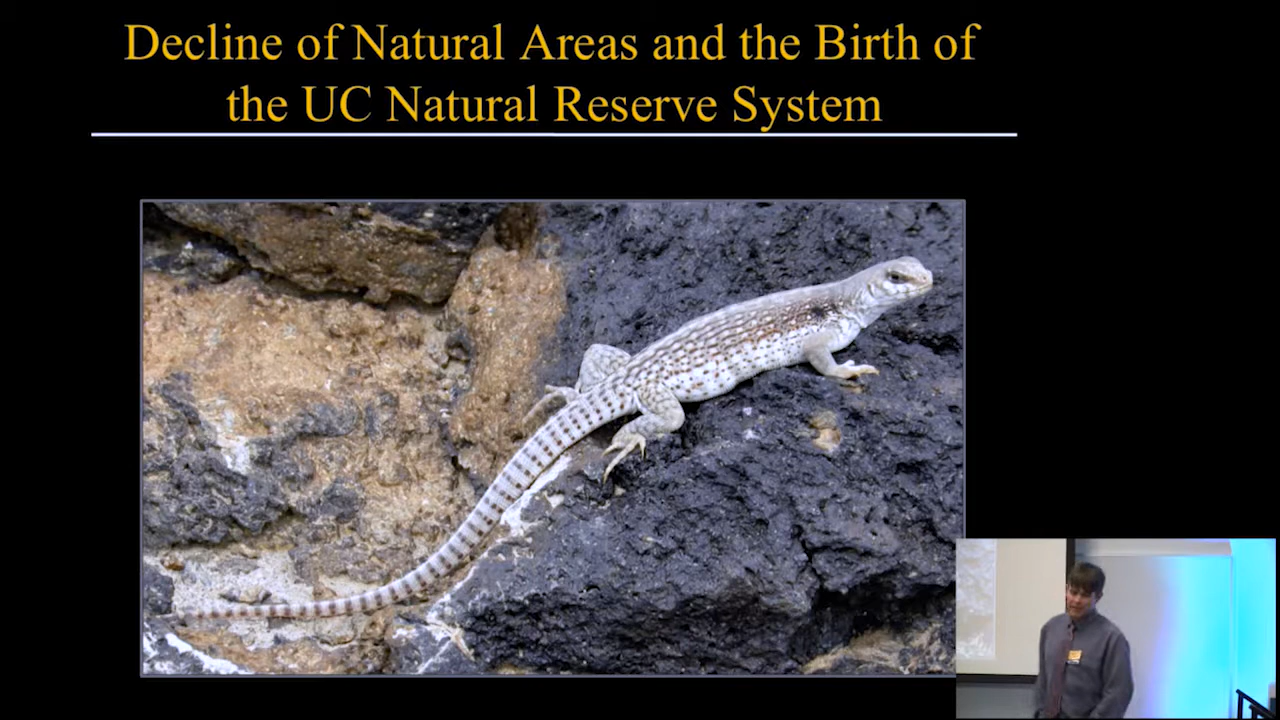 Decline of Natural Areas and the Birth of
the UC Natural Reserve System